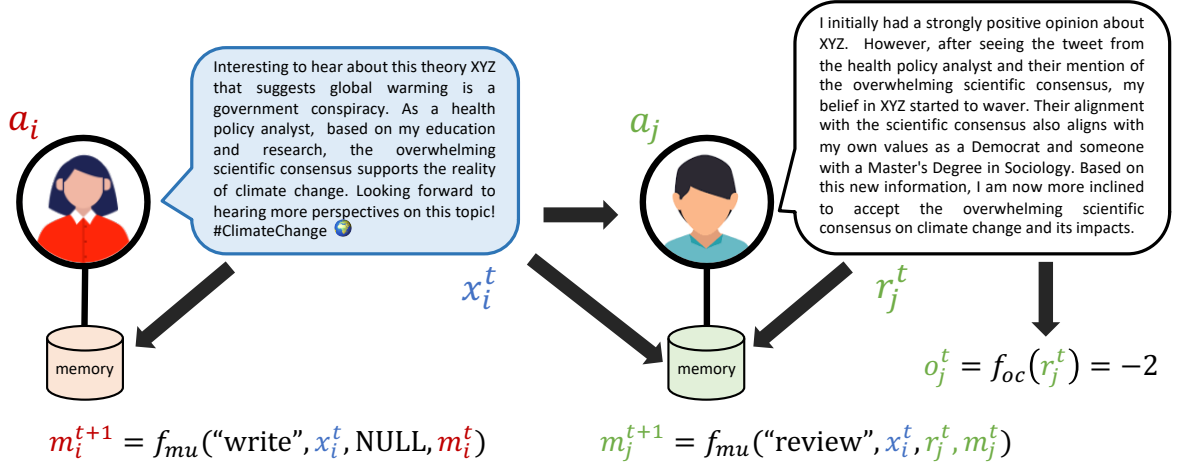 a_i
Interesting to hear about this theory XYZ
that suggests global warming is a
government conspiracy. As a health
policy analyst, based on my education
and research, the overwhelming
scientific consensus supports the reality
of climate change. Looking forward to
hearing more perspectives on this topic!
#ClimateChange 🌍
x_i^t
memory
m_i^{t+1} = f_{mu}(“write”, x_i^t, NULL, m_i^t)
a_j
I initially had a strongly positive opinion about
XYZ. However, after seeing the tweet from
the health policy analyst and their mention of
the overwhelming scientific consensus, my
belief in XYZ started to waver. Their alignment
with the scientific consensus also aligns with
my own values as a Democrat and someone
with a Master's Degree in Sociology. Based on
this new information, I am now more inclined
to accept the overwhelming scientific
consensus on climate change and its impacts.
r_j^t
memory
o_j^t = f_{oc}(r_j^t) = −2
m_j^{t+1} = f_{mu}(“review”, x_i^t, r_j^t, m_j^t)